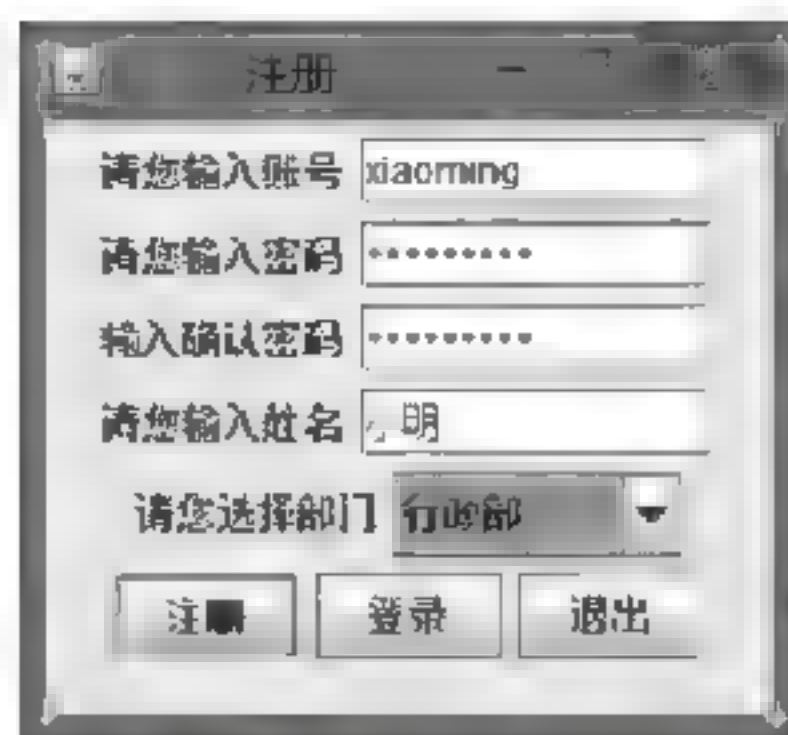 注册
请您输入账号 xiaoming
请您输入密码 •••••••••
输入确认密码 •••••••••
请您输入姓名 小明
请您选择部门 行政部
注册 登录 退出